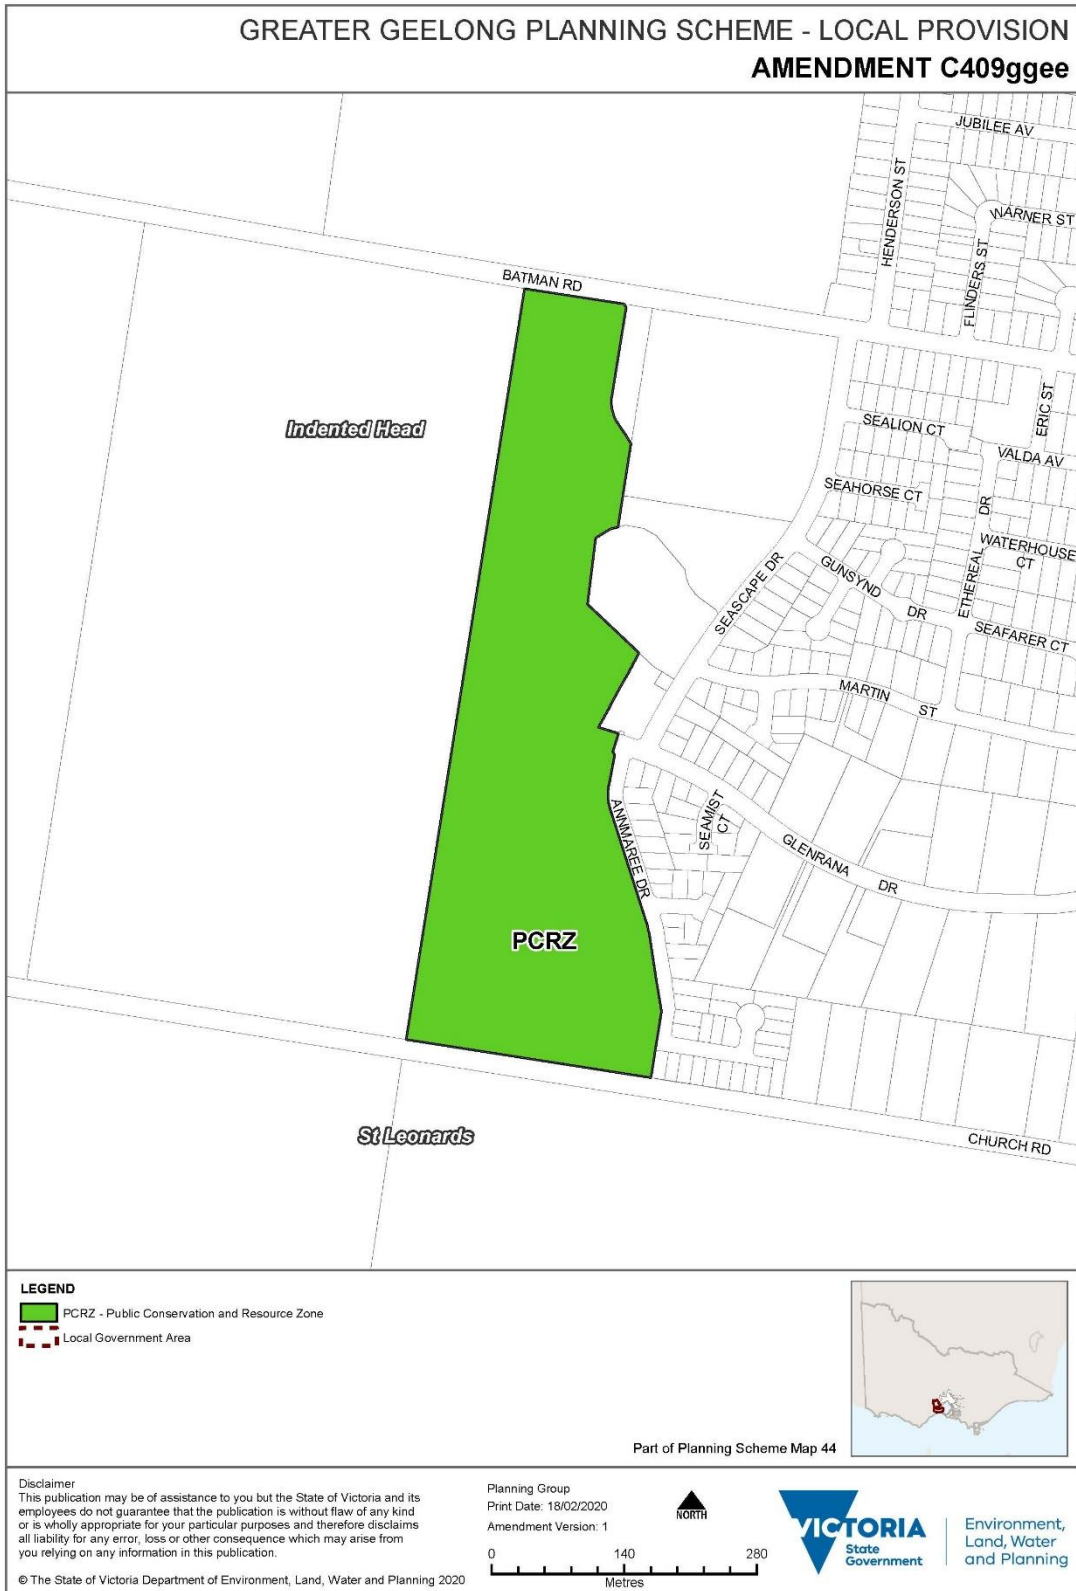 GREATER GEELONG PLANNING SCHEME - LOCAL PROVISION
AMENDMENT C409ggee
JUBILEE AV
HENDERSON ST
WARNER ST
FLINDERS ST
BATMAN RD
ERIC ST
Indented Head
SEALION CT
VALDA AV
SEAHORSE CT
ETHEREAL DR
WATERHOUSE CT
SEASCAPE DR
GUNSYND DR
SEAFARER CT
MARTIN ST
ANNMAREE DR
SEAMIST CT
GLENRANA DR
PCRZ
St Leonards
CHURCH RD
LEGEND
PCRZ - Public Conservation and Resource Zone
Local Government Area
Part of Planning Scheme Map 44
Disclaimer
This publication may be of assistance to you but the State of Victoria and its
employees do not guarantee that the publication is without flaw of any kind
or is wholly appropriate for your particular purposes and therefore disclaims
all liability for any error, loss or other consequence which may arise from
you relying on any information in this publication.
© The State of Victoria Department of Environment, Land, Water and Planning 2020
Planning Group
Print Date: 18/02/2020
Amendment Version: 1
NORTH
0 140 280
Metres
VICTORIA
State
Government
Environment,
Land, Water
and Planning